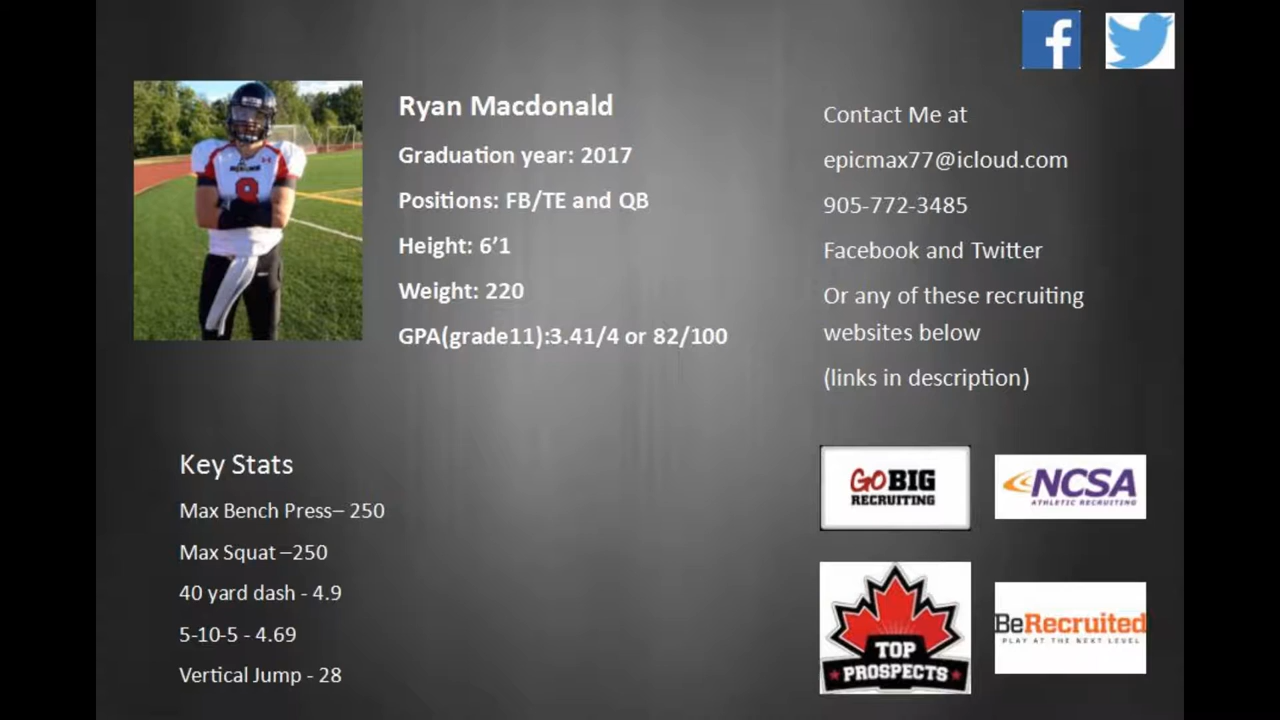 Ryan Macdonald
Graduation year: 2017
Positions: FB/TE and QB
Height: 6’1
Weight: 220
GPA(grade11):3.41/4 or 82/100
Contact Me at
epicmax77@icloud.com
905-772-3485
Facebook and Twitter
Or any of these recruiting
websites below
(links in description)
Key Stats
Max Bench Press– 250
Max Squat –250
40 yard dash - 4.9
5-10-5 - 4.69
Vertical Jump - 28
GO BIG
RECRUITING
NCSA
ATHLETIC RECRUITING
TOP
PROSPECTS
BeRecruited
PLAY AT THE NEXT LEVEL
f
8